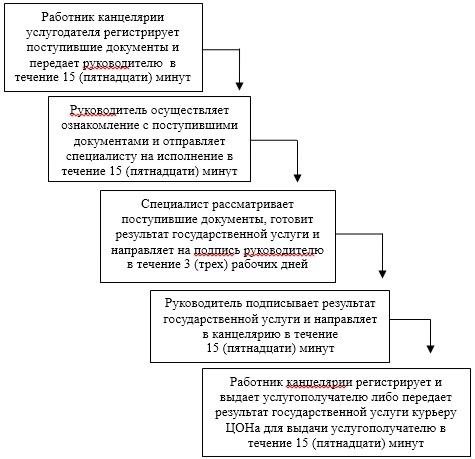 Работник канцелярии
услугодателя регистрирует
поступившие документы и
передает руководителю в
течение 15 (пятнадцати) минут
Руководитель осуществляет
ознакомление с поступившими
документами и отправляет
специалисту на исполнение в
течение 15 (пятнадцати) минут
Специалист рассматривает
поступившие документы, готовит
результат государственной услуги и
направляет на подпись руководителю
в течение 3 (трех) рабочих дней
Руководитель подписывает результат
государственной услуги и направляет
в канцелярию в течение
15 (пятнадцати) минут
Работник канцелярии регистрирует и
выдает услугополучателю либо передает
результат государственной услуги курьеру
ЦОНа для выдачи услугополучателю в
течение 15 (пятнадцати) минут